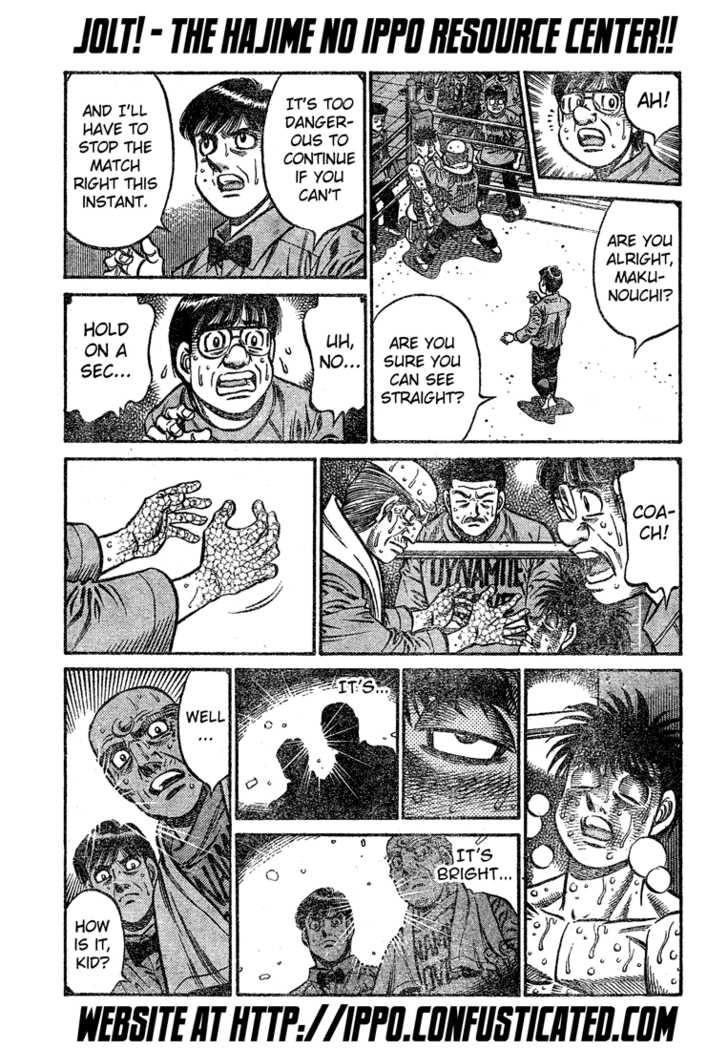 JOLT! - THE HAJIME NO IPPO RESOURCE CENTER!!
AH!
ARE YOU
ALRIGHT,
MAKU-
NOUCHI?
ARE YOU
SURE YOU
CAN SEE
STRAIGHT?
IT'S TOO
DANGER-
OUS TO
CONTINUE
IF YOU
CAN'T
AND I'LL
HAVE TO
STOP THE
MATCH
RIGHT THIS
INSTANT.
UH,
NO...
HOLD
ON A
SEC...
COA-
CH!
DYNAMITE
IT'S...
IT'S
BRIGHT...
WELL
...
HOW
IS IT,
KID?
WEBSITE AT HTTP://IPPO.CONFUSTICATED.COM